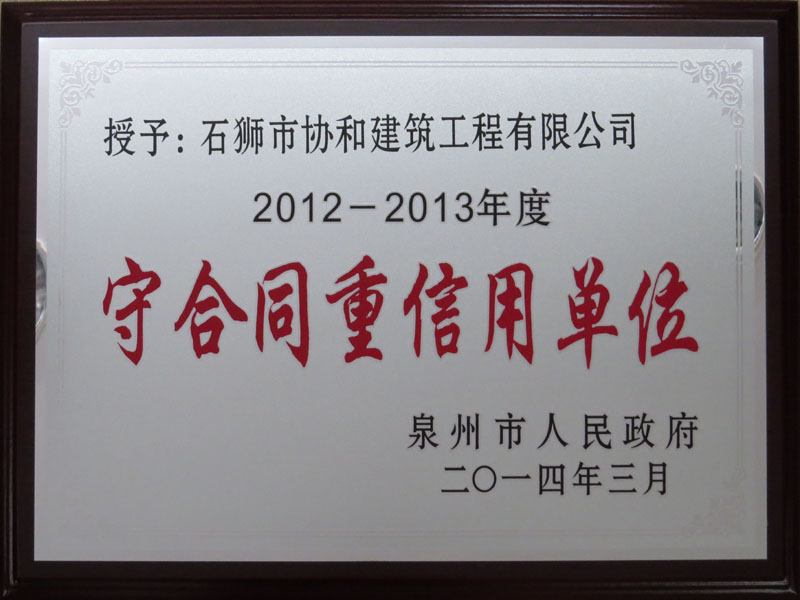 授予：石狮市协和建筑工程有限公司
2012－2013年度
守合同重信用单位
泉州市人民政府
二〇一四年三月